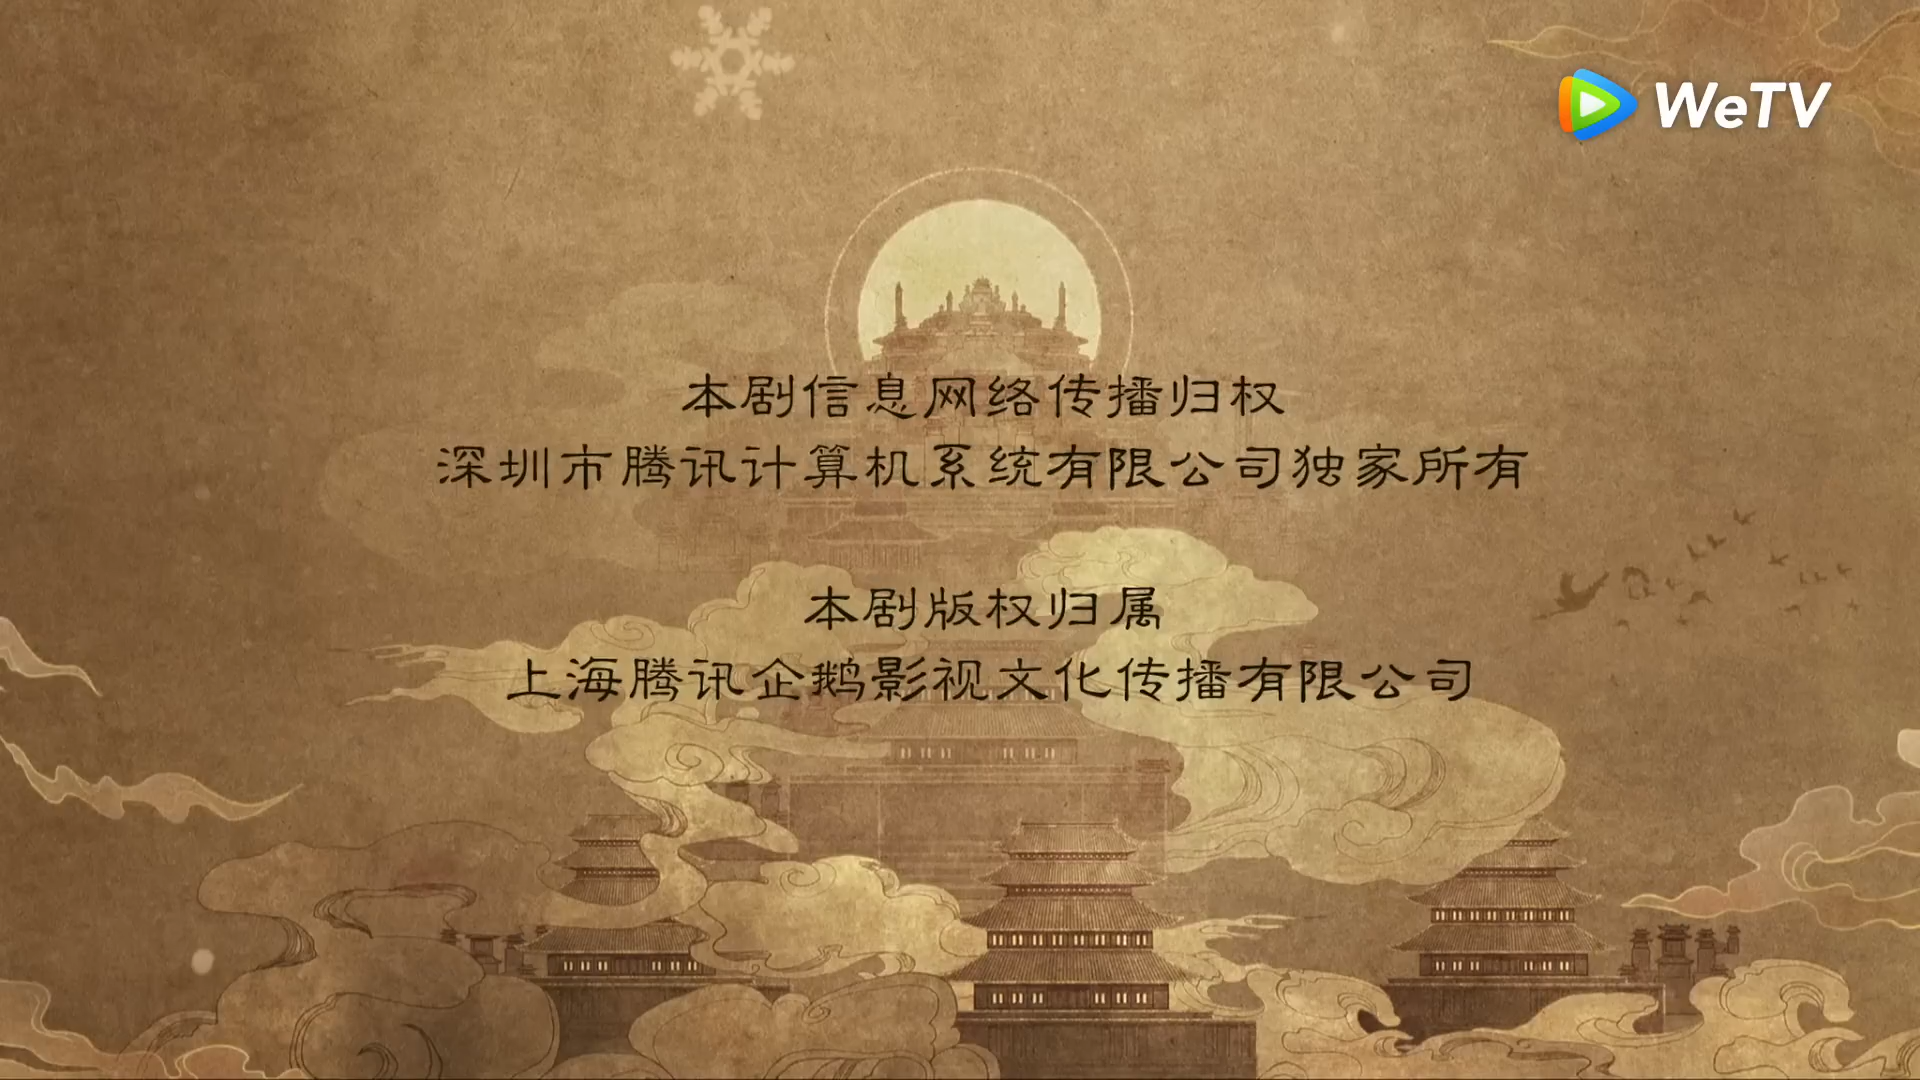 WeTV
本剧信息网络传播归权
深圳市腾讯计算机系统有限公司独家所有
本剧版权归属
上海腾讯企鹅影视文化传播有限公司